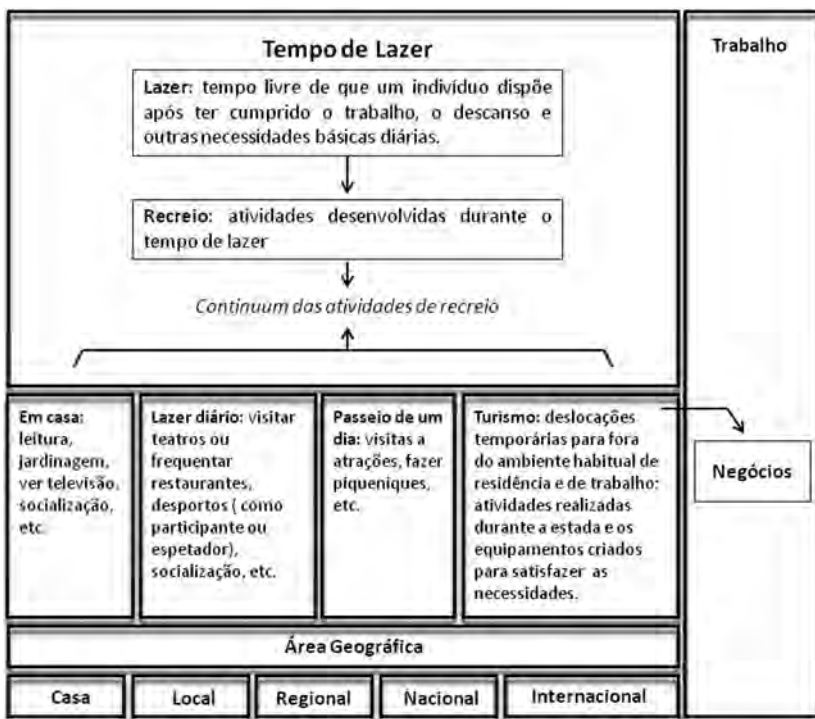 Tempo de Lazer
Lazer: tempo livre de que um indivíduo dispõe
após ter cumprido o trabalho, o descanso e
outras necessidades básicas diárias.
Recreio: atividades desenvolvidas durante o
tempo de lazer
Continuum das atividades de recreio
Em casa:
leitura,
jardinagem,
ver televisão,
socialização,
etc.
Lazer diário: visitar
teatros ou
frequentar
restaurantes,
desportos ( como
participante ou
espetador),
socialização, etc.
Passeio de um
dia: visitas a
atrações, fazer
piqueniques,
etc.
Turismo: deslocações
temporárias para fora
do ambiente habitual de
residência e de trabalho:
atividades realizadas
durante a estada e os
equipamentos criados
para satisfazer as
necessidades.
Trabalho
Negócios
Área Geográfica
Casa
Local
Regional
Nacional
Internacional